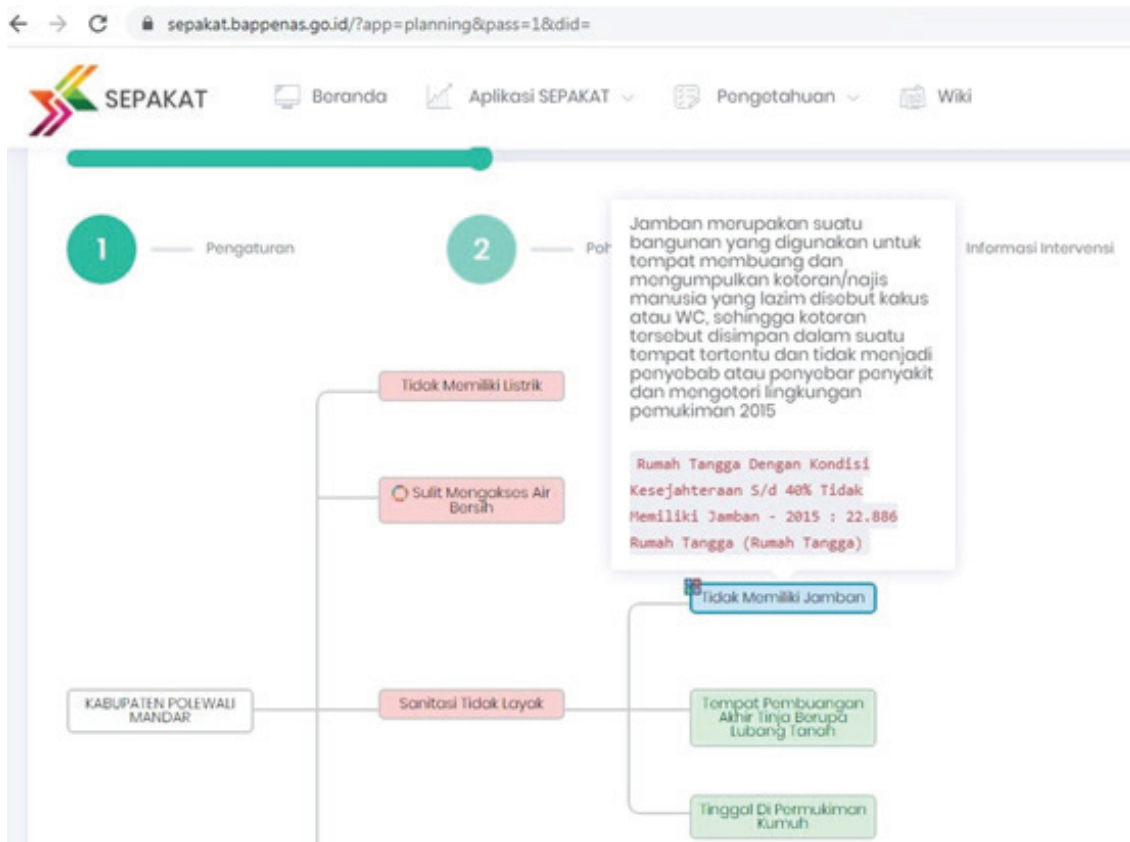 sepakat.bappenas.go.id/?app=planning&pass=1&did=
SEPAKAT
Beranda
Aplikasi SEPAKAT
Pengetahuan
Wiki
1
Pengaturan
2
Poh
Informasi Intervensi
Jamban merupakan suatu
bangunan yang digunakan untuk
tempat membuang dan
mengumpulkan kotoran/najis
manusia yang lazim disebut kakus
atau WC, sehingga kotoran
tersebut disimpan dalam suatu
tempat tertentu dan tidak menjadi
penyebab atau penyebar penyakit
dan mengotori lingkungan
pemukiman 2015
Rumah Tangga Dengan Kondisi
Kesejahteraan S/d 40% Tidak
Memiliki Jamban - 2015 : 22.886
Rumah Tangga (Rumah Tangga)
Tidak Memiliki Listrik
Sulit Mengakses Air
Bersih
Tidak Memiliki Jamban
KABUPATEN POLEWALI
MANDAR
Sanitasi Tidak Layak
Tempat Pembuangan
Akhir Tinja Berupa
Lubang Tanah
Tinggal Di Permukiman
Kumuh